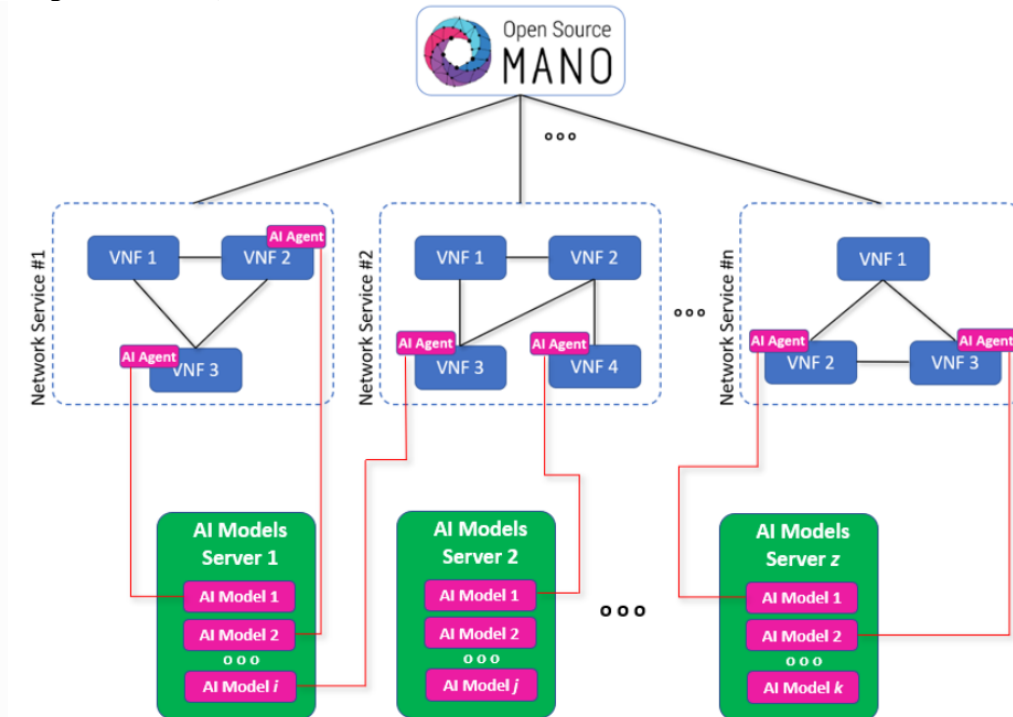 Open Source
MANO
o o o
Network Service #1
VNF 1
AI Agent
VNF 2
AI Agent
VNF 3
Network Service #2
VNF 1
VNF 2
AI Agent
VNF 3
AI Agent
VNF 4
o o o
Network Service #n
VNF 1
AI Agent
VNF 2
AI Agent
VNF 3
AI Models
Server 1
AI Model 1
AI Model 2
o o o
AI Model i
AI Models
Server 2
AI Model 1
AI Model 2
o o o
AI Model j
o o o
AI Models
Server z
AI Model 1
AI Model 2
o o o
AI Model k